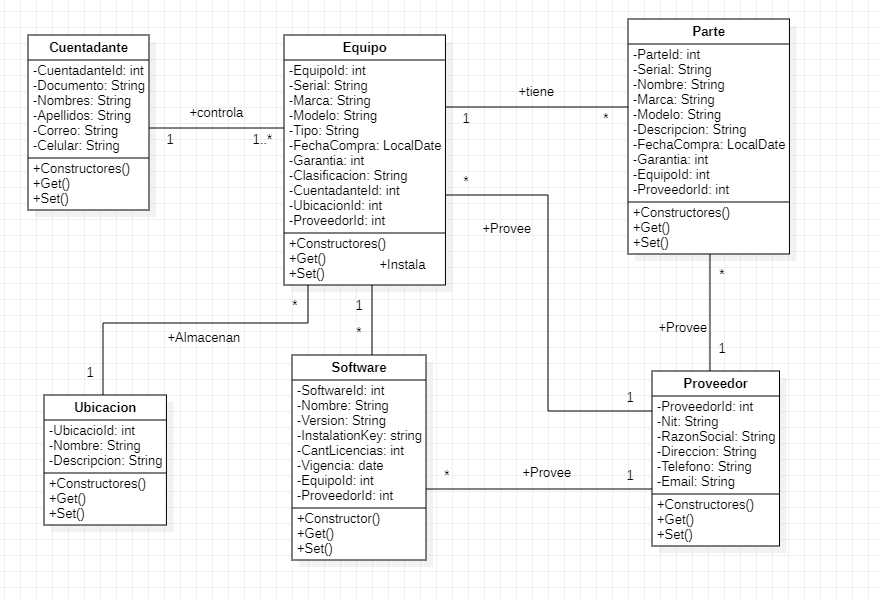 Cuentadante
-CuentadanteId: int
-Documento: String
-Nombres: String
-Apellidos: String
-Correo: String
-Celular: String
+Constructores()
+Get()
+Set()
+controla
1
1..*
Equipo
-EquipoId: int
-Serial: String
-Marca: String
-Modelo: String
-Tipo: String
-FechaCompra: LocalDate
-Garantia: int
-Clasificacion: String
-CuentadanteId: int
-UbicacionId: int
-ProveedorId: int
+Constructores()
+Get()
+Set()
+tiene
1
*
Parte
-ParteId: int
-Serial: String
-Nombre: String
-Marca: String
-Modelo: String
-Descripcion: String
-FechaCompra: LocalDate
-Garantia: int
-EquipoId: int
-ProveedorId: int
+Constructores()
+Get()
+Set()
*
+Provee
1
+Instala
1
*
*
+Almacenan
1
*
+Provee
1
Ubicacion
-UbicacioId: int
-Nombre: String
-Descripcion: String
+Constructores()
+Get()
+Set()
Software
-SoftwareId: int
-Nombre: String
-Version: String
-InstalationKey: string
-CantLicencias: int
-Vigencia: date
-EquipoId: int
-ProveedorId: int
+Constructor()
+Get()
+Set()
*
+Provee
1
Proveedor
-ProveedorId: int
-Nit: String
-RazonSocial: String
-Direccion: String
-Telefono: String
-Email: String
+Constructores()
+Get()
+Set()